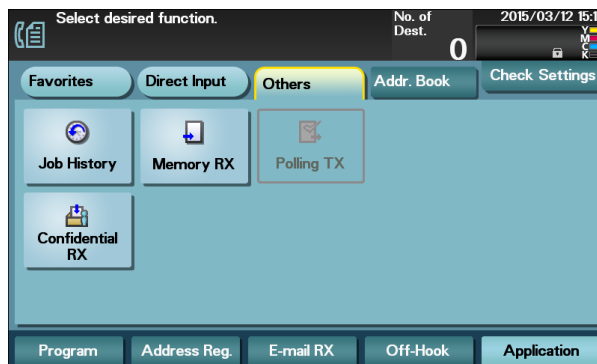 Select desired function.
No. of
Dest.
0
2015/03/12 15:1
Y
M
C
K
Favorites
Direct Input
Others
Addr. Book
Check Settings
Job History
Memory RX
Polling TX
Confidential
RX
Program
Address Reg.
E-mail RX
Off-Hook
Application